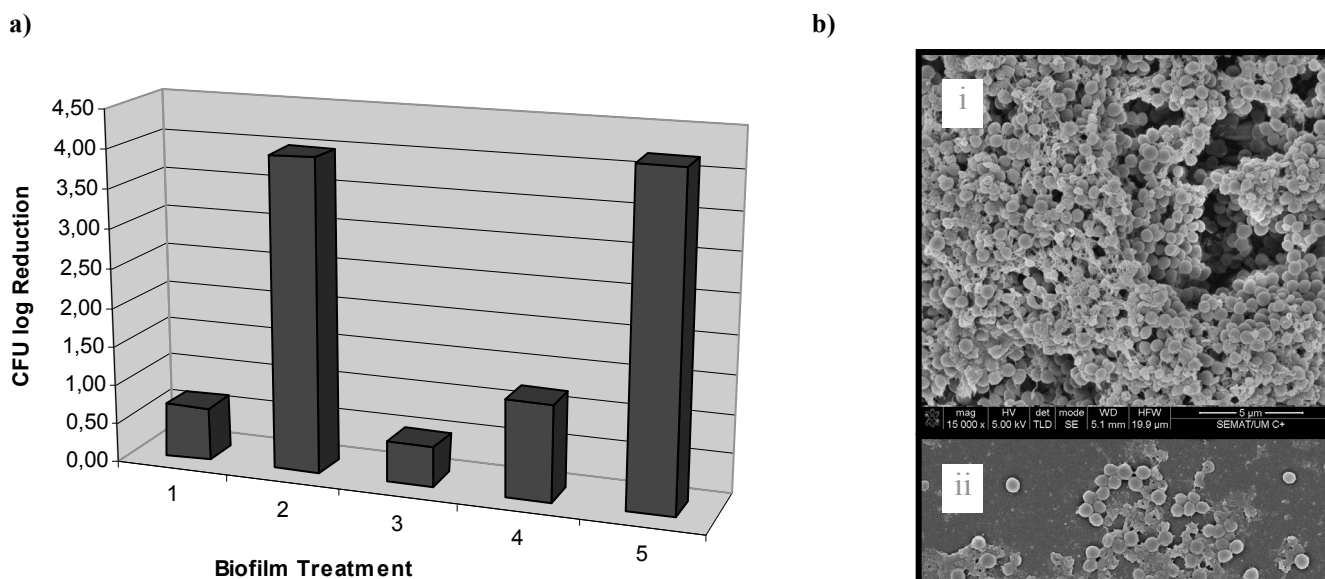 a)
4,50
4,00
3,50
3,00
2,50
2,00
1,50
1,00
0,50
0,00
CFU log Reduction
1 2 3 4 5
Biofilm Treatment
b)
i
mag HV det mode WD HFW 5 µm
15 000 x 5.00 kV TLD SE 5.1 mm 19.9 µm SEMAT/UM C+
ii